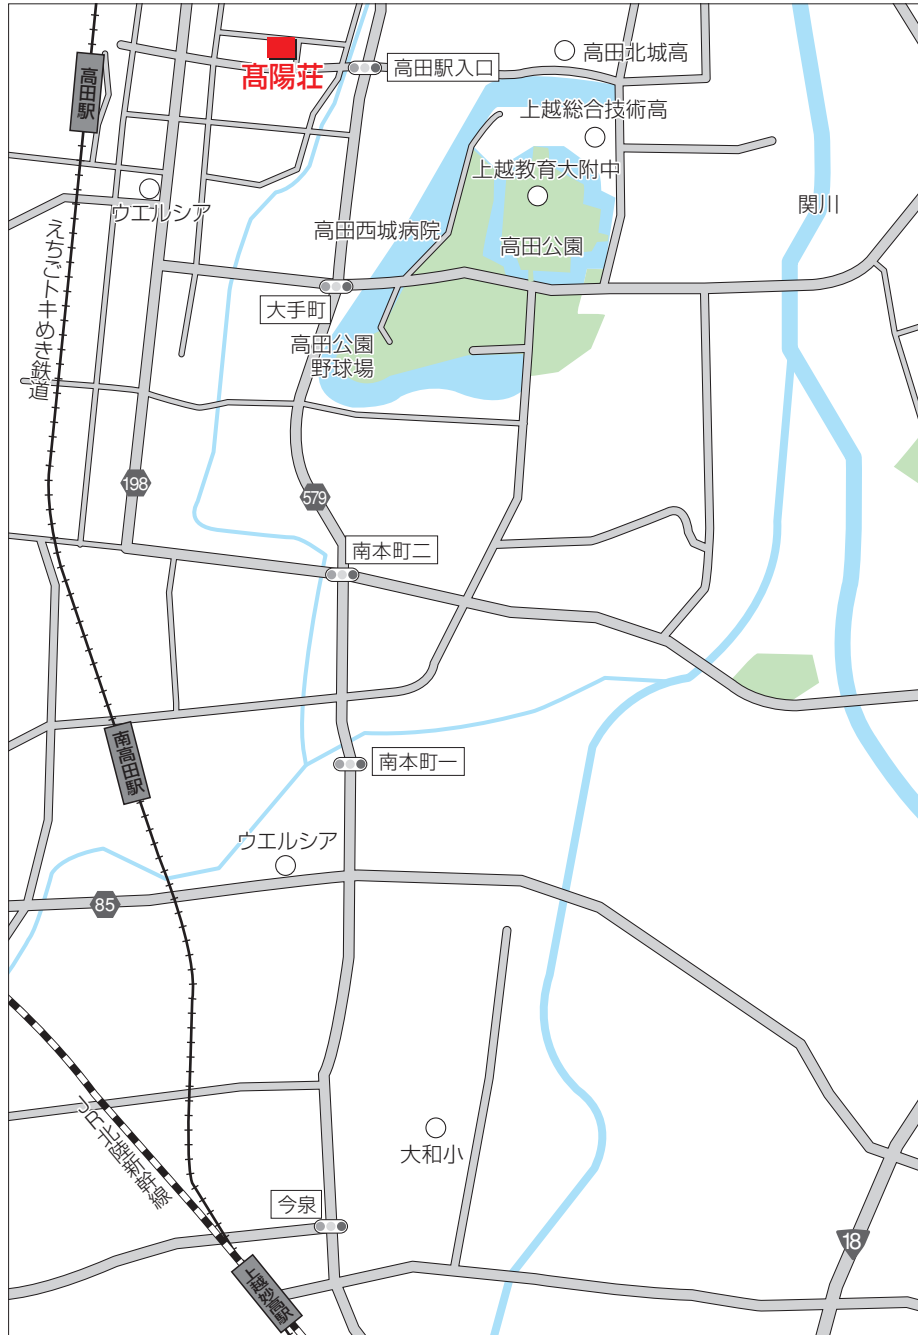 高田北城高
高田駅入口
髙陽荘
高田駅
上越総合技術高
上越教育大附中
ウエルシア
関川
高田西城病院
高田公園
えちごトキめき鉄道
大手町
高田公園
野球場
198
579
南本町二
南高田駅
南本町一
ウエルシア
85
JR北陸新幹線
大和小
今泉
18
上越妙高駅